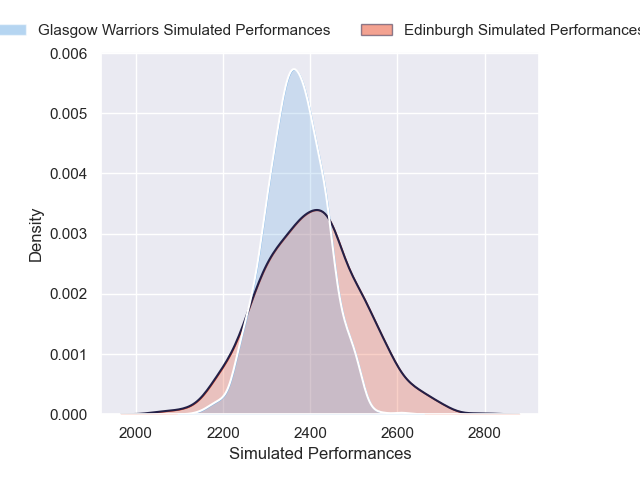 Glasgow Warriors Simulated Performances
Edinburgh Simulated Performances
0.006
0.005
0.004
0.003
0.002
0.001
0.000
Density
2000 2200 2400 2600 2800
Simulated Performances